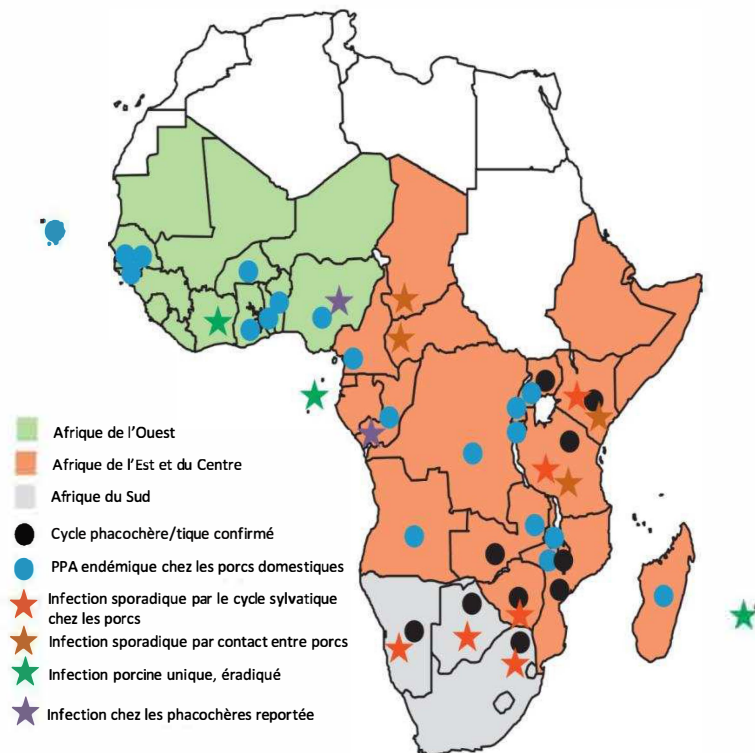 Afrique de l'Ouest
Afrique de l'Est et du Centre
Afrique du Sud
Cycle phacochère/tique confirmé
PPA endémique chez les porcs domestiques
Infection sporadique par le cycle sylvatique
chez les porcs
Infection sporadique par contact entre porcs
Infection porcine unique, éradiqué
Infection chez les phacochères reportée